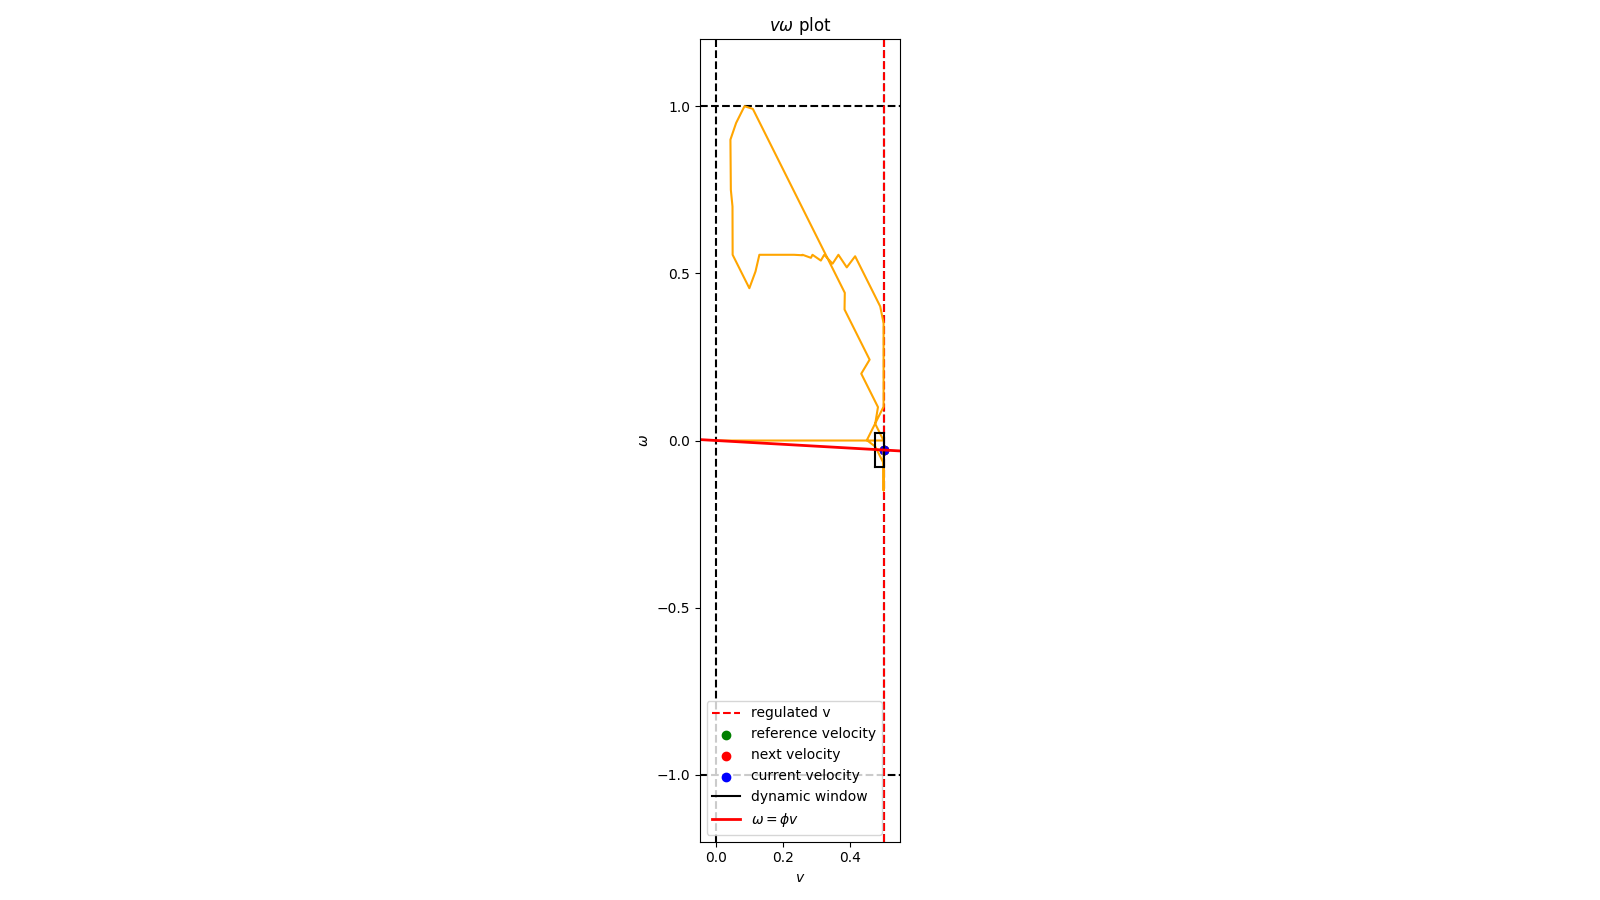 vω plot
1.0
0.5
0.0
−0.5
−1.0
ω
regulated v
reference velocity
next velocity
current velocity
dynamic window
ω = ϕv
0.0 0.2 0.4
v